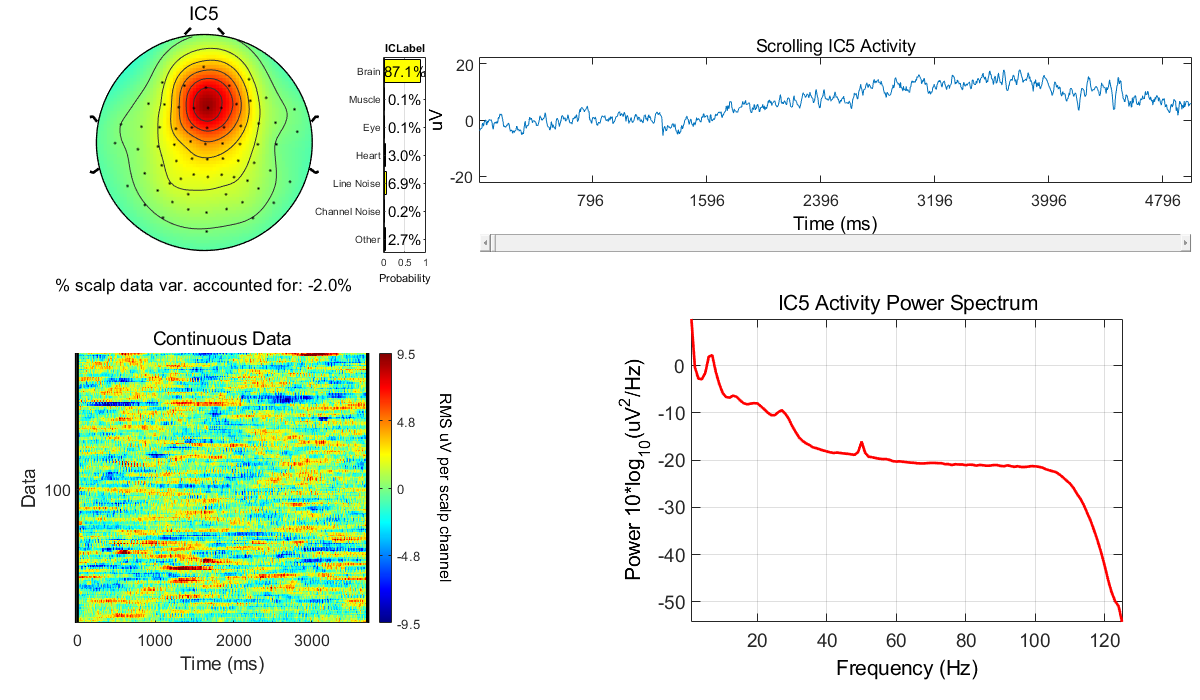 IC5
ICLabel
Brain 87.1%
Muscle 0.1%
Eye 0.1%
Heart 3.0%
Line Noise 6.9%
Channel Noise 0.2%
Other 2.7%
0 0.5 1
Probability
% scalp data var. accounted for: -2.0%
Scrolling IC5 Activity
uV
20
0
-20
796 1596 2396 3196 3996 4796
Time (ms)
Continuous Data
Data
100
0 1000 2000 3000
Time (ms)
9.5
4.8
0
-4.8
-9.5
RMS uV per scalp channel
IC5 Activity Power Spectrum
Power 10*log10(uV2/Hz)
0
-10
-20
-30
-40
-50
20 40 60 80 100 120
Frequency (Hz)